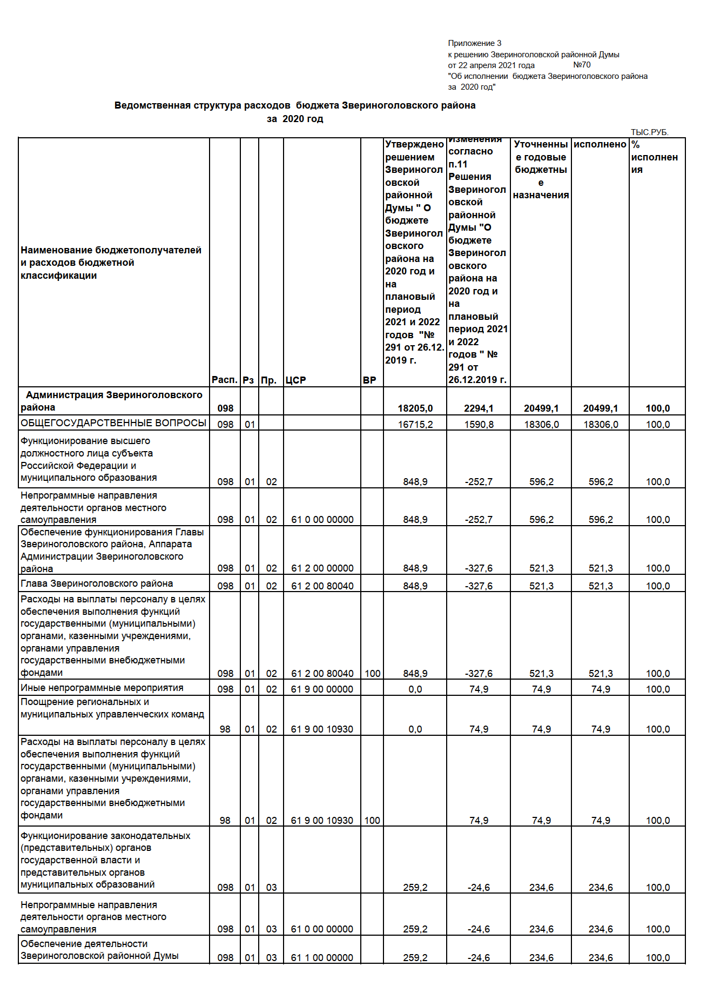 Приложение 3
к решению Звериноголовской районной Думы
от 22 апреля 2021 года №70
"Об исполнении бюджета Звериноголовского района
за 2020 год"
Ведомственная структура расходов бюджета Звериноголовского района
за 2020 год
ТЫС.РУБ.
Наименование бюджетополучателей
и расходов бюджетной
классификации
Расп.
Рз
Пр.
ЦСР
ВР
Утверждено
решением
Звериногол
овской
районной
Думы " О
бюджете
Звериногол
овского
района на
2020 год и
на
плановый
период
2021 и 2022
годов "№
291 от 26.12.
2019 г.
Изменения
согласно
п.11
Решения
Звериногол
овской
районной
Думы "О
бюджете
Звериногол
овского
района на
2020 год и
на
плановый
период 2021
и 2022
годов " №
291 от
26.12.2019 г.
Уточненны
е годовые
бюджетны
е
назначения
исполнено
%
исполнен
ия
Администрация Звериноголовского
района 098 18205,0 2294,1 20499,1 20499,1 100,0
ОБЩЕГОСУДАРСТВЕННЫЕ ВОПРОСЫ 098 01 16715,2 1590,8 18306,0 18306,0 100,0
Функционирование высшего
должностного лица субъекта
Российской Федерации и
муниципального образования 098 01 02 848,9 -252,7 596,2 596,2 100,0
Непрограммные направления
деятельности органов местного
самоуправления 098 01 02 61 0 00 00000 848,9 -252,7 596,2 596,2 100,0
Обеспечение функционирования Главы
Звериноголовского района, Аппарата
Администрации Звериноголовского
района 098 01 02 61 2 00 00000 848,9 -327,6 521,3 521,3 100,0
Глава Звериноголовского района 098 01 02 61 2 00 80040 848,9 -327,6 521,3 521,3 100,0
Расходы на выплаты персоналу в целях
обеспечения выполнения функций
государственными (муниципальными)
органами, казенными учреждениями,
органами управления
государственными внебюджетными
фондами 098 01 02 61 2 00 80040 100 848,9 -327,6 521,3 521,3 100,0
Иные непрограммные мероприятия 098 01 02 61 9 00 00000 0,0 74,9 74,9 74,9 100,0
Поощрение региональных и
муниципальных управленческих команд
98 01 02 61 9 00 10930 0,0 74,9 74,9 74,9 100,0
Расходы на выплаты персоналу в целях
обеспечения выполнения функций
государственными (муниципальными)
органами, казенными учреждениями,
органами управления
государственными внебюджетными
фондами 98 01 02 61 9 00 10930 100 74,9 74,9 74,9 100,0
Функционирование законодательных
(представительных) органов
государственной власти и
представительных органов
муниципальных образований 098 01 03 259,2 -24,6 234,6 234,6 100,0
Непрограммные направления
деятельности органов местного
самоуправления 098 01 03 61 0 00 00000 259,2 -24,6 234,6 234,6 100,0
Обеспечение деятельности
Звериноголовской районной Думы 098 01 03 61 1 00 00000 259,2 -24,6 234,6 234,6 100,0